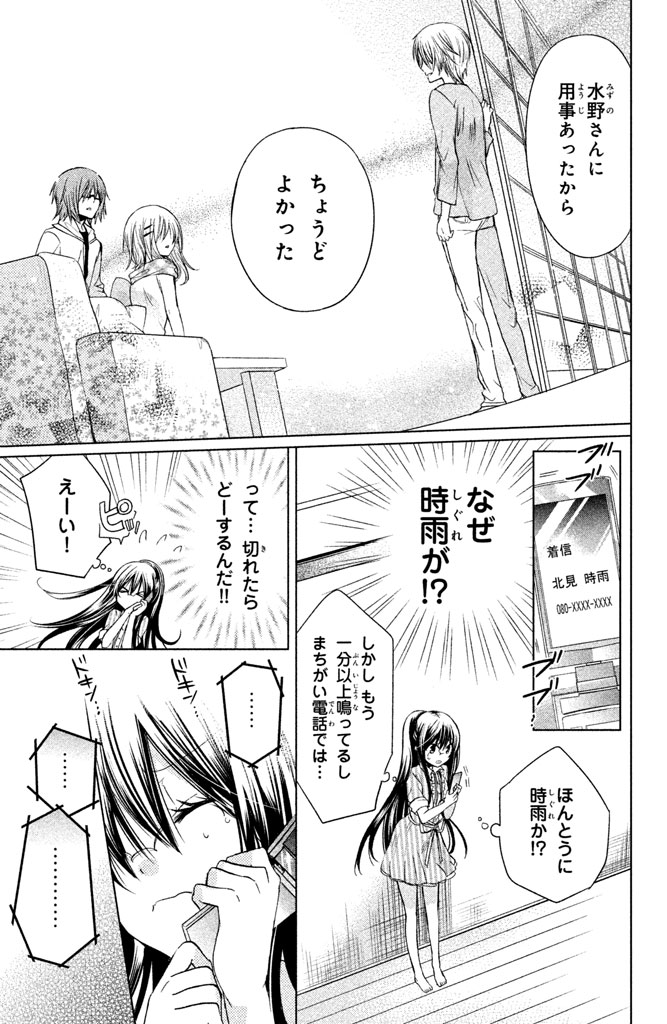 水野さんに
用事あったから
ちょうど
よかった
ブブブ
着信
北見 時雨
080-XXXX-XXXX
ブブブ
なぜ
時雨が!?
ほんとうに
時雨か!?
しかし もう
一分以上鳴ってるし
まちがい電話では…
って… 切れたら
どーするんだ!!
ピッ
えーい!
………
ドキン…
………
ドキン…
………